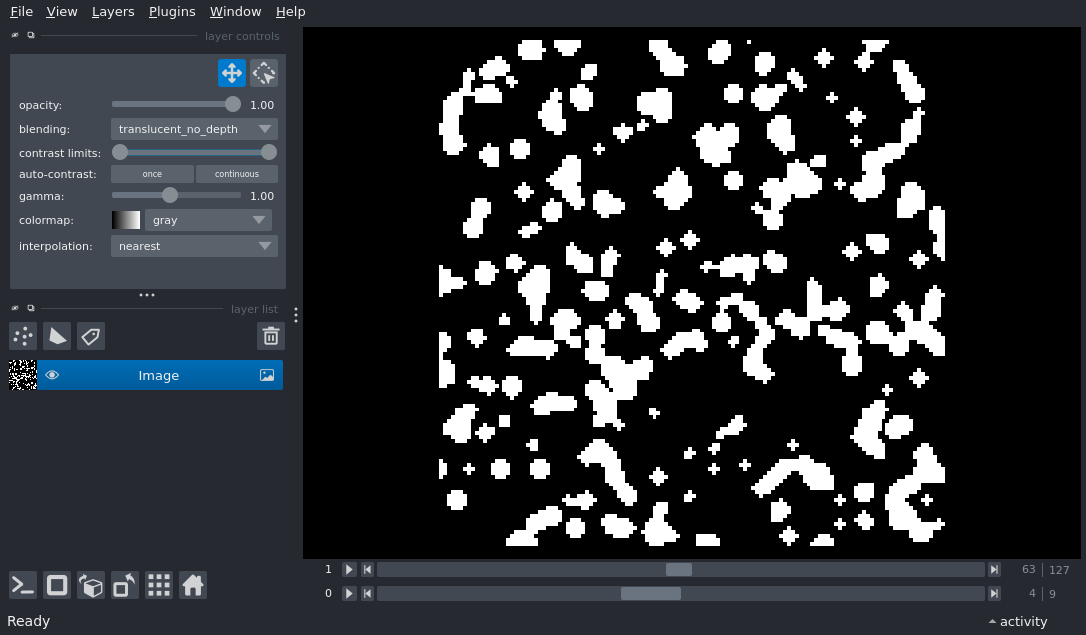 File View Layers Plugins Window Help
layer controls
opacity: 1.00
blending: translucent_no_depth
contrast limits:
auto-contrast: once continuous
gamma: 1.00
colormap: gray
interpolation: nearest
layer list
Image
1 63 127
0 4 9
Ready activity